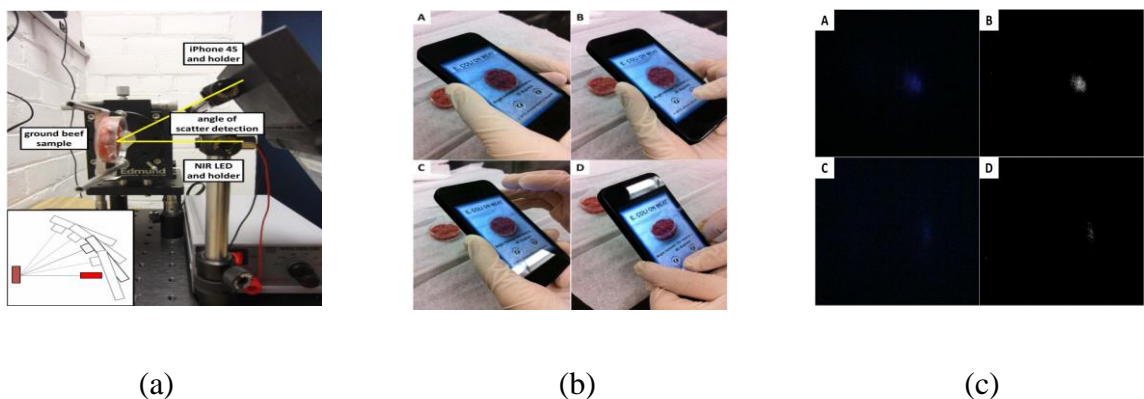 iPhone 4S
and holder
angle of
scatter detection
ground beef
sample
NIR LED
and holder
Edmund
(a)
A
B
E. COLI ON MEAT
E. COLI ON MEAT
C
D
E. COLI ON MEAT
E. COLI ON MEAT
(b)
A
B
C
D
(c)